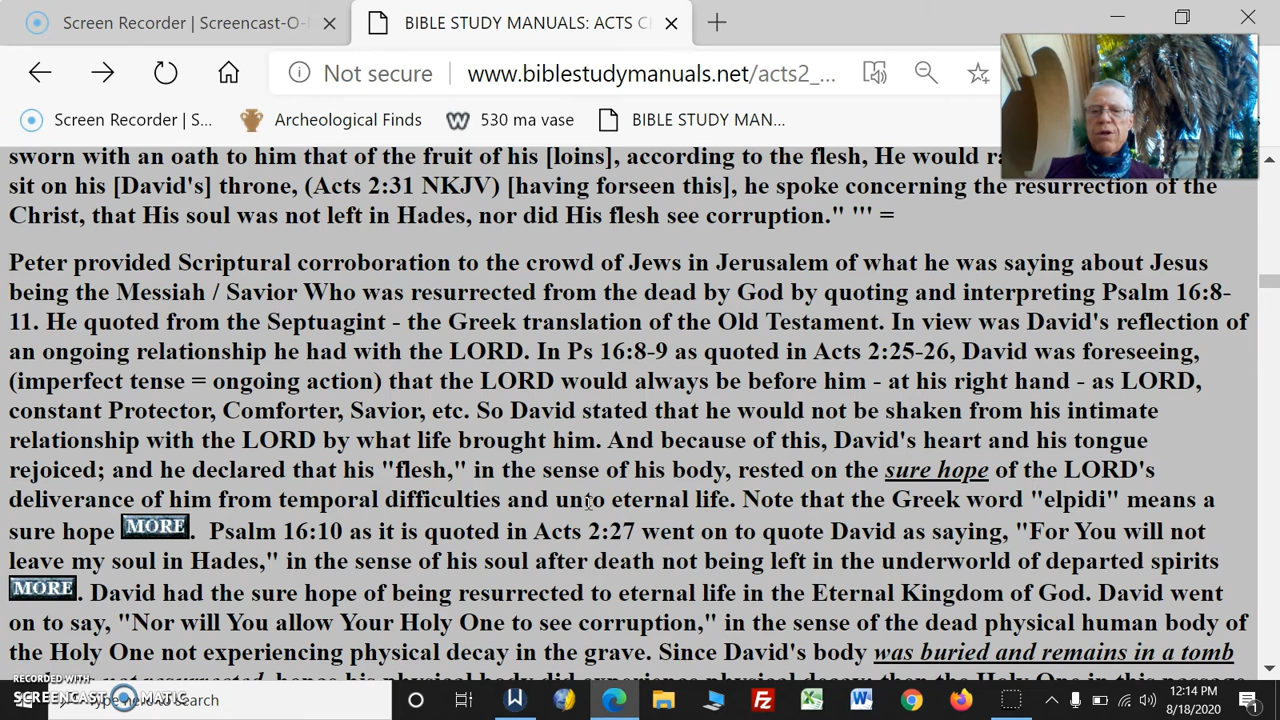 Screen Recorder | Screencast-O-
BIBLE STUDY MANUALS: ACTS C
Not secure
www.biblestudymanuals.net/acts2_...
Screen Recorder | S...
Archeological Finds
530 ma vase
BIBLE STUDY MAN...
sworn with an oath to him that of the fruit of his [loins], according to the flesh, He would
sit on his [David's] throne, (Acts 2:31 NKJV) [having forseen this], he spoke concerning the resurrection of the
Christ, that His soul was not left in Hades, nor did His flesh see corruption." ''' =
Peter provided Scriptural corroboration to the crowd of Jews in Jerusalem of what he was saying about Jesus
being the Messiah / Savior Who was resurrected from the dead by God by quoting and interpreting Psalm 16:8-
11. He quoted from the Septuagint - the Greek translation of the Old Testament. In view was David's reflection of
an ongoing relationship he had with the LORD. In Ps 16:8-9 as quoted in Acts 2:25-26, David was foreseeing,
(imperfect tense = ongoing action) that the LORD would always be before him - at his right hand - as LORD,
constant Protector, Comforter, Savior, etc. So David stated that he would not be shaken from his intimate
relationship with the LORD by what life brought him. And because of this, David's heart and his tongue
rejoiced; and he declared that his "flesh," in the sense of his body, rested on the sure hope of the LORD's
deliverance of him from temporal difficulties and unto eternal life. Note that the Greek word "elpidi" means a
sure hope MORE. Psalm 16:10 as it is quoted in Acts 2:27 went on to quote David as saying, "For You will not
leave my soul in Hades," in the sense of his soul after death not being left in the underworld of departed spirits
MORE. David had the sure hope of being resurrected to eternal life in the Eternal Kingdom of God. David went
on to say, "Nor will You allow Your Holy One to see corruption," in the sense of the dead physical human body of
the Holy One not experiencing physical decay in the grave. Since David's body was buried and remains in a tomb
RECORDED WITH
SCREENCAST MATIC
here to search
12:14 PM
8/18/2020
1